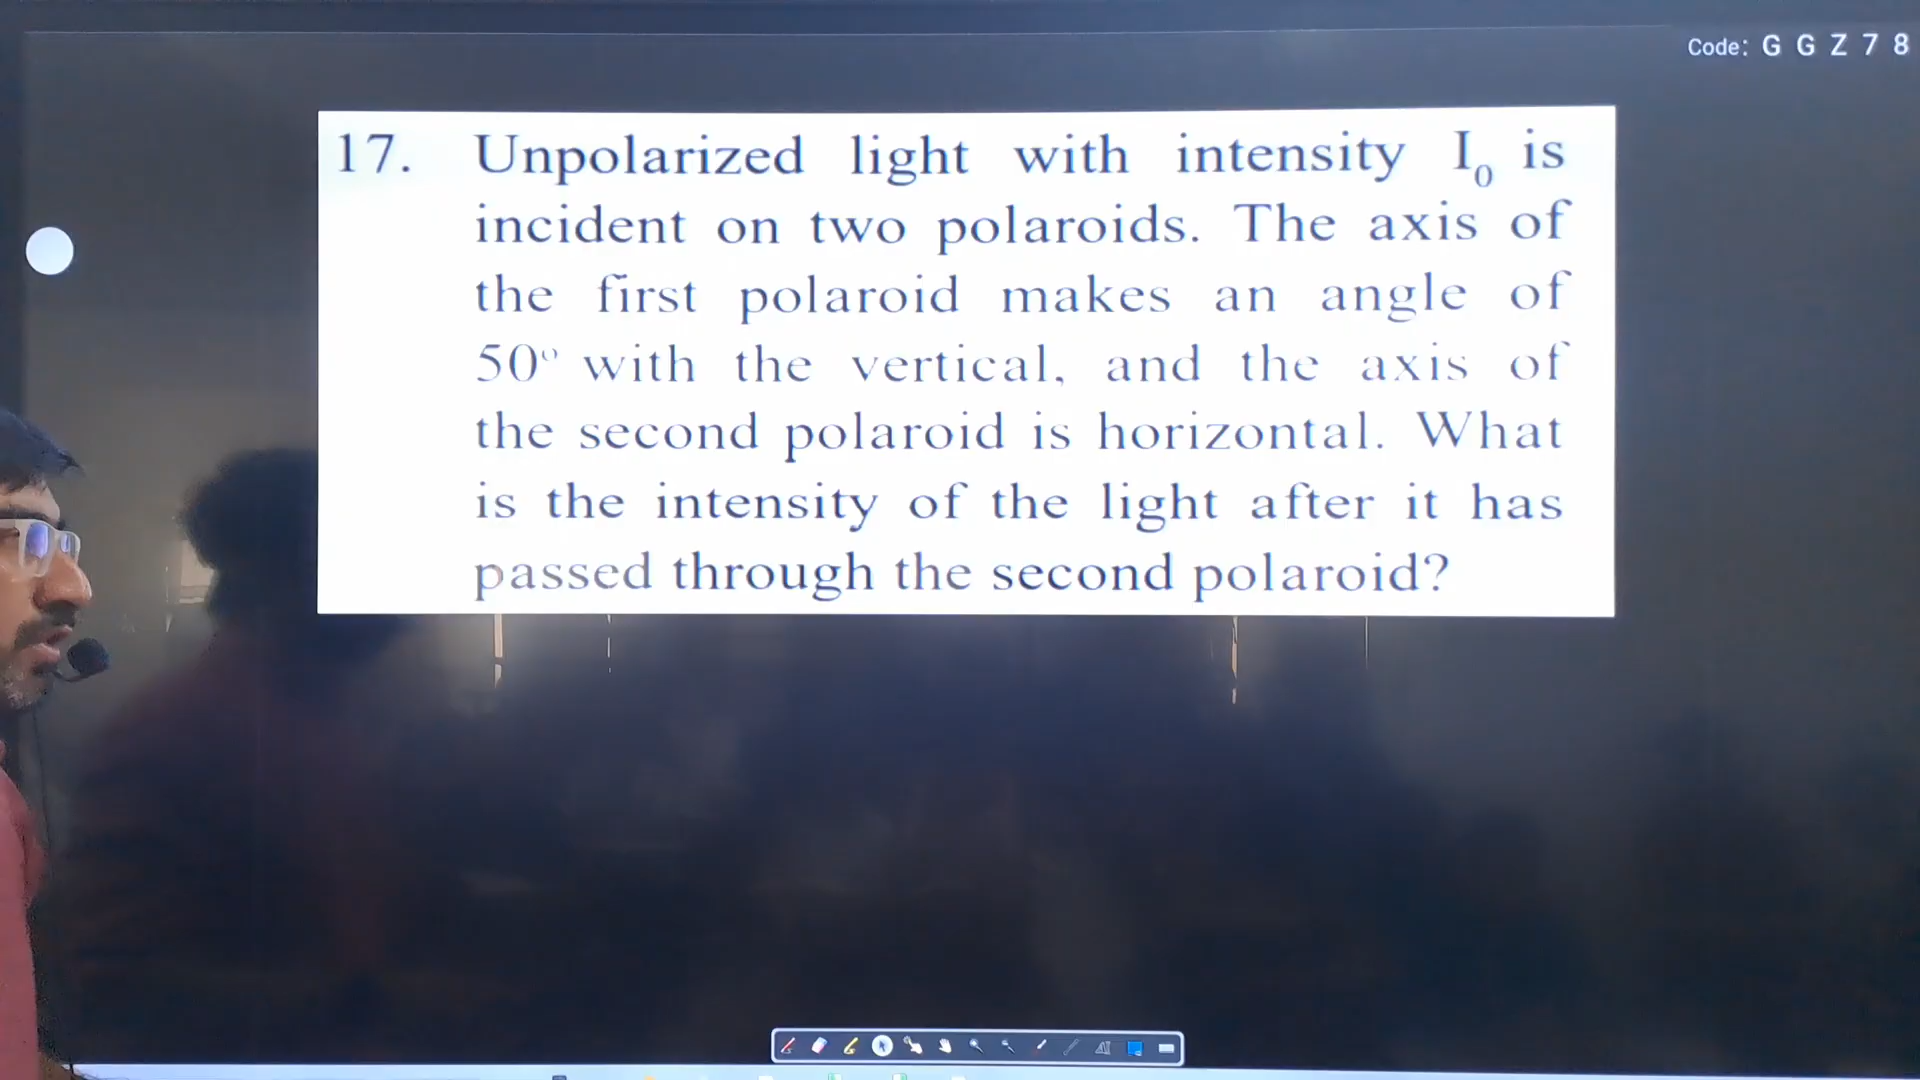 Code: G G Z 7 8
17. Unpolarized light with intensity I₀ is
incident on two polaroids. The axis of
the first polaroid makes an angle of
50° with the vertical, and the axis of
the second polaroid is horizontal. What
is the intensity of the light after it has
passed through the second polaroid?